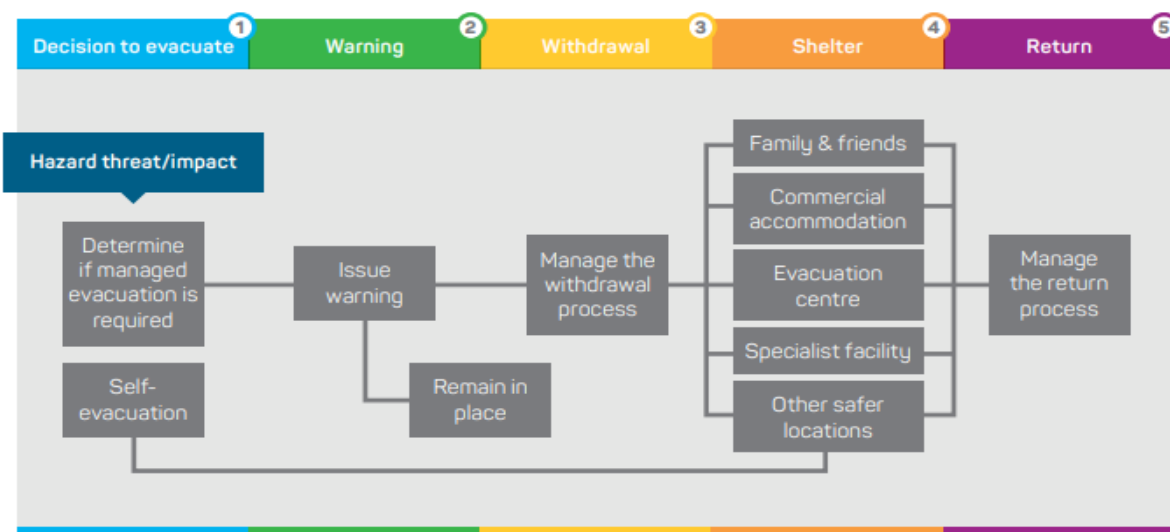 Decision to evacuate
1
Warning
2
Withdrawal
3
Shelter
4
Return
5
Hazard threat/impact
Determine
if managed
evacuation is
required
Self-
evacuation
Issue
warning
Remain in
place
Manage the
withdrawal
process
Family & friends
Commercial
accommodation
Evacuation
centre
Specialist facility
Other safer
locations
Manage
the return
process